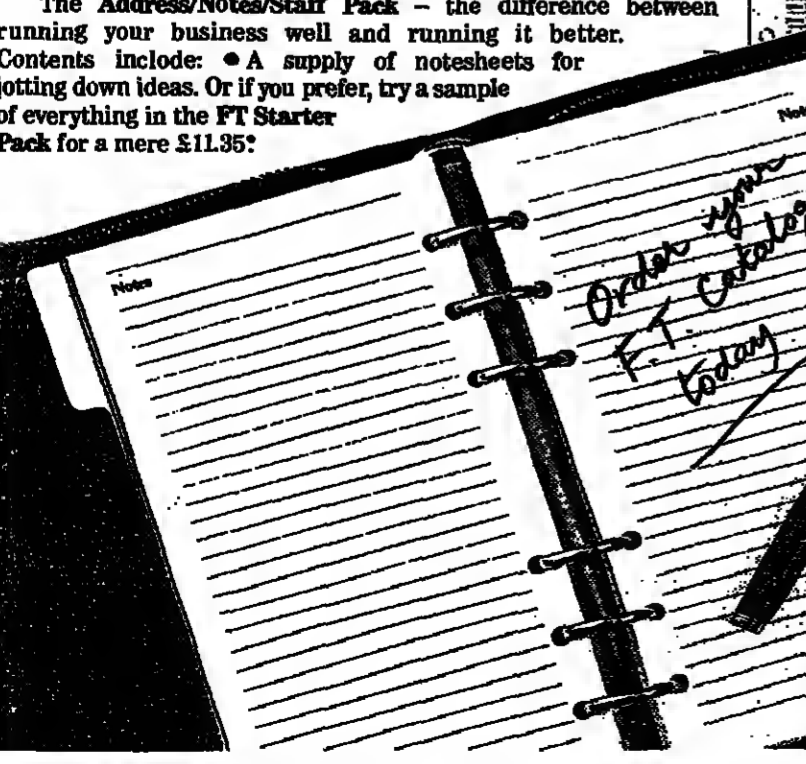 The Address/Notes/Staff Pack – the difference between
running your business well and running it better.
Contents include: ● A supply of notesheets for
jotting down ideas. Or if you prefer, try a sample
of everything in the FT Starter
Pack for a mere £11.35*
Notes
Order your
F.T. Catalog
today